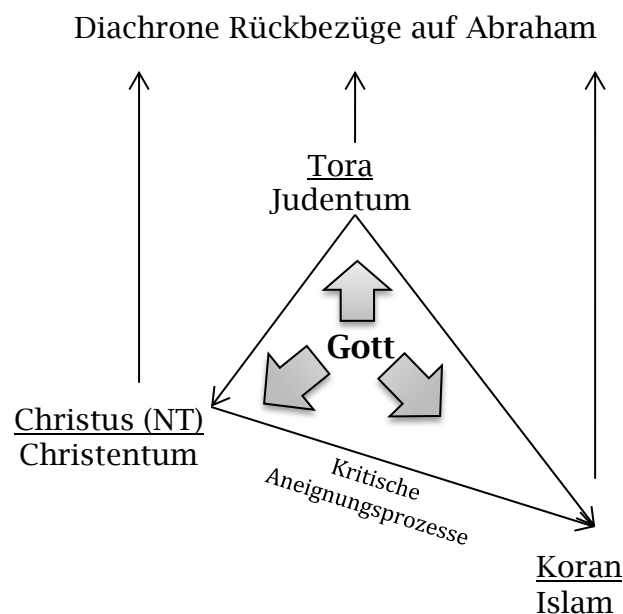 Diachrone Rückbezüge auf Abraham
Tora
Judentum
Gott
Christus (NT)
Christentum
Kritische
Aneignungsprozesse
Koran
Islam